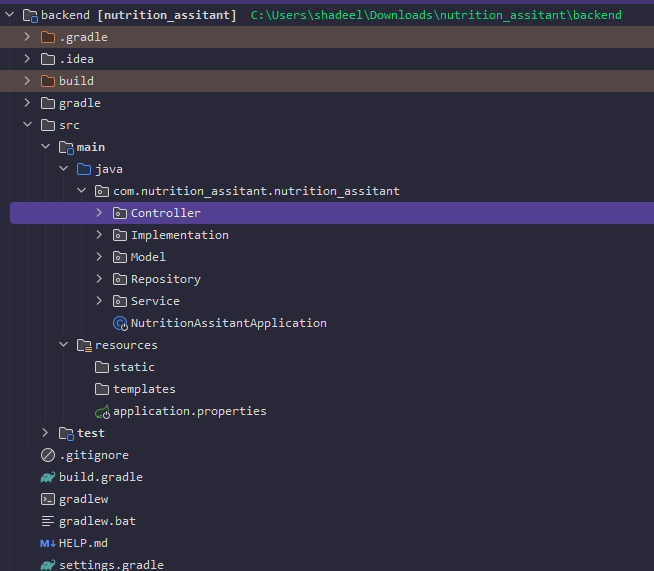 backend [nutrition_assitant] C:\Users\shadeel\Downloads\nutrition_assitant\backend
.gradle
.idea
build
gradle
src
main
java
com.nutrition_assitant.nutrition_assitant
Controller
Implementation
Model
Repository
Service
NutritionAssitantApplication
resources
static
templates
application.properties
test
.gitignore
build.gradle
gradlew
gradlew.bat
M↓ HELP.md
settings.gradle